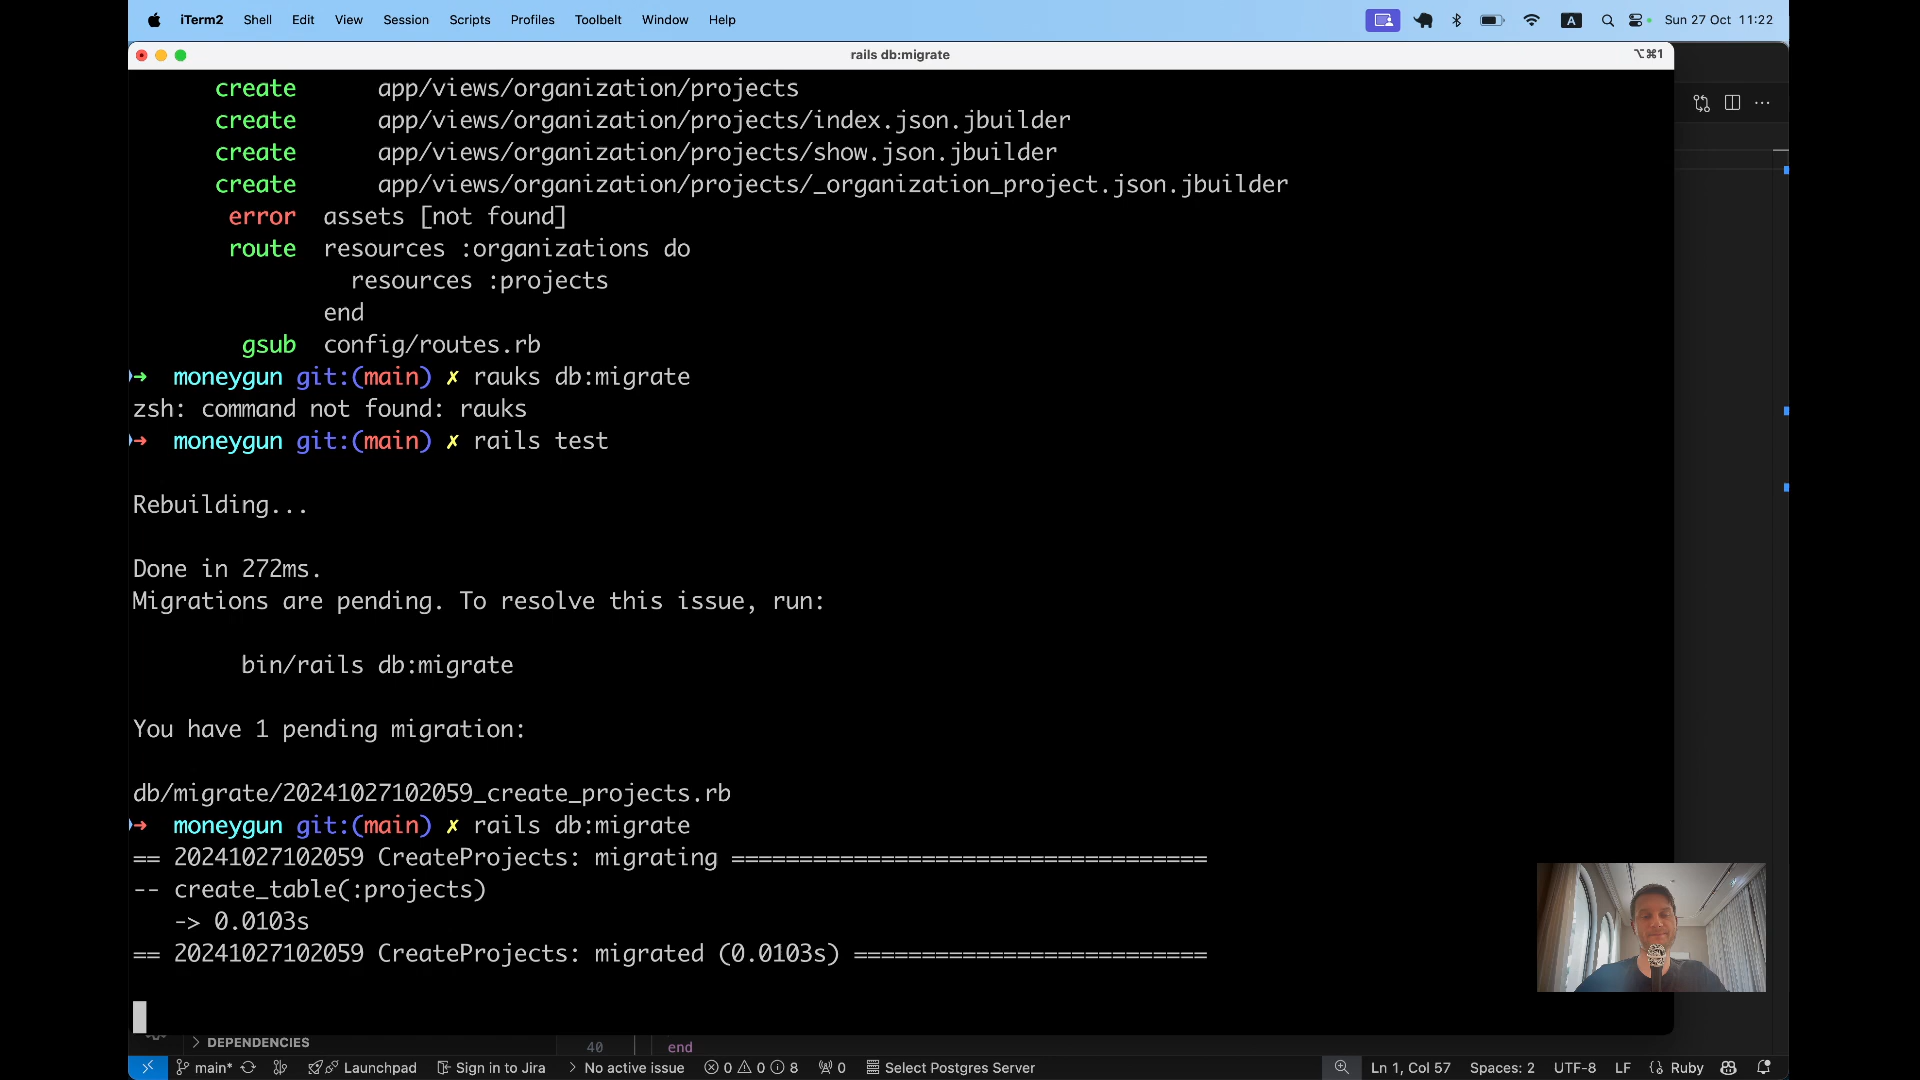 iTerm2 Shell Edit View Session Scripts Profiles Toolbelt Window Help A Sun 27 Oct 11:22
rails db:migrate ⌥⌘1
create app/views/organization/projects
create app/views/organization/projects/index.json.jbuilder
create app/views/organization/projects/show.json.jbuilder
create app/views/organization/projects/_organization_project.json.jbuilder
error assets [not found]
route resources :organizations do
resources :projects
end
gsub config/routes.rb
➜ moneygun git:(main) ✗ rauks db:migrate
zsh: command not found: rauks
➜ moneygun git:(main) ✗ rails test
Rebuilding...
Done in 272ms.
Migrations are pending. To resolve this issue, run:
bin/rails db:migrate
You have 1 pending migration:
db/migrate/20241027102059_create_projects.rb
➜ moneygun git:(main) ✗ rails db:migrate
== 20241027102059 CreateProjects: migrating ===================================
-- create_table(:projects)
-> 0.0103s
== 20241027102059 CreateProjects: migrated (0.0103s) ==========================
DEPENDENCIES
40 end
main* Launchpad Sign in to Jira No active issue 0 0 8 0 Select Postgres Server Ln 1, Col 57 Spaces: 2 UTF-8 LF {} Ruby